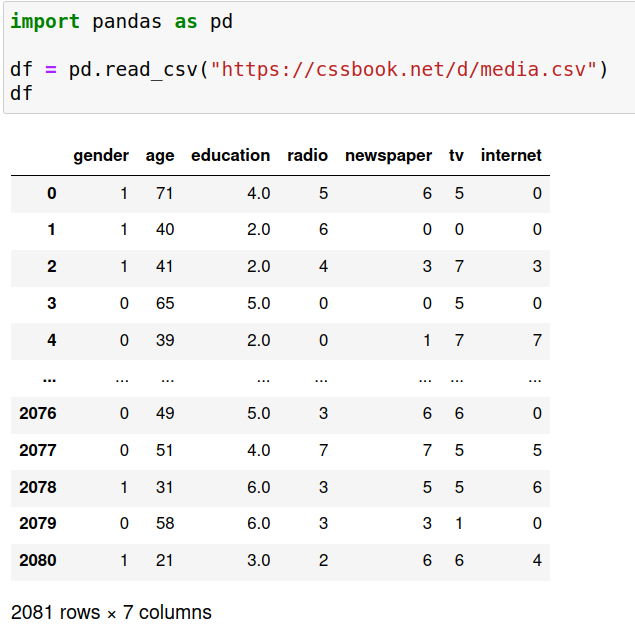 import pandas as pd
df = pd.read_csv("https://cssbook.net/d/media.csv")
df
gender age education radio newspaper tv internet
0 1 71 4.0 5 6 5 0
1 1 40 2.0 6 0 0 0
2 1 41 2.0 4 3 7 3
3 0 65 5.0 0 0 5 0
4 0 39 2.0 0 1 7 7
... ... ... ... ... ... ... ...
2076 0 49 5.0 3 6 6 0
2077 0 51 4.0 7 7 5 5
2078 1 31 6.0 3 5 5 6
2079 0 58 6.0 3 3 1 0
2080 1 21 3.0 2 6 6 4
2081 rows × 7 columns